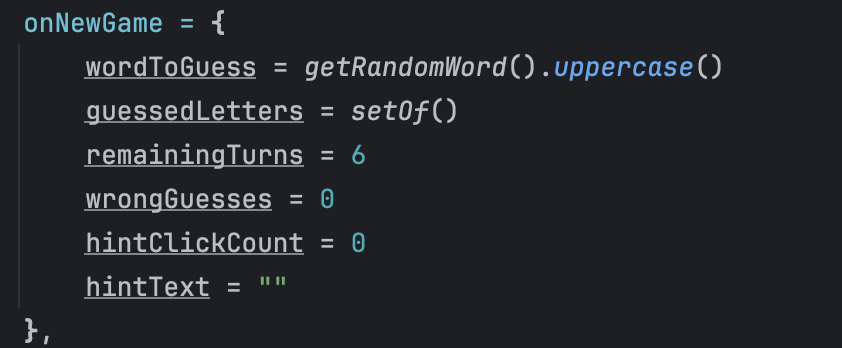 onNewGame = {
    wordToGuess = getRandomWord().uppercase()
    guessedLetters = setOf()
    remainingTurns = 6
    wrongGuesses = 0
    hintClickCount = 0
    hintText = ""
},